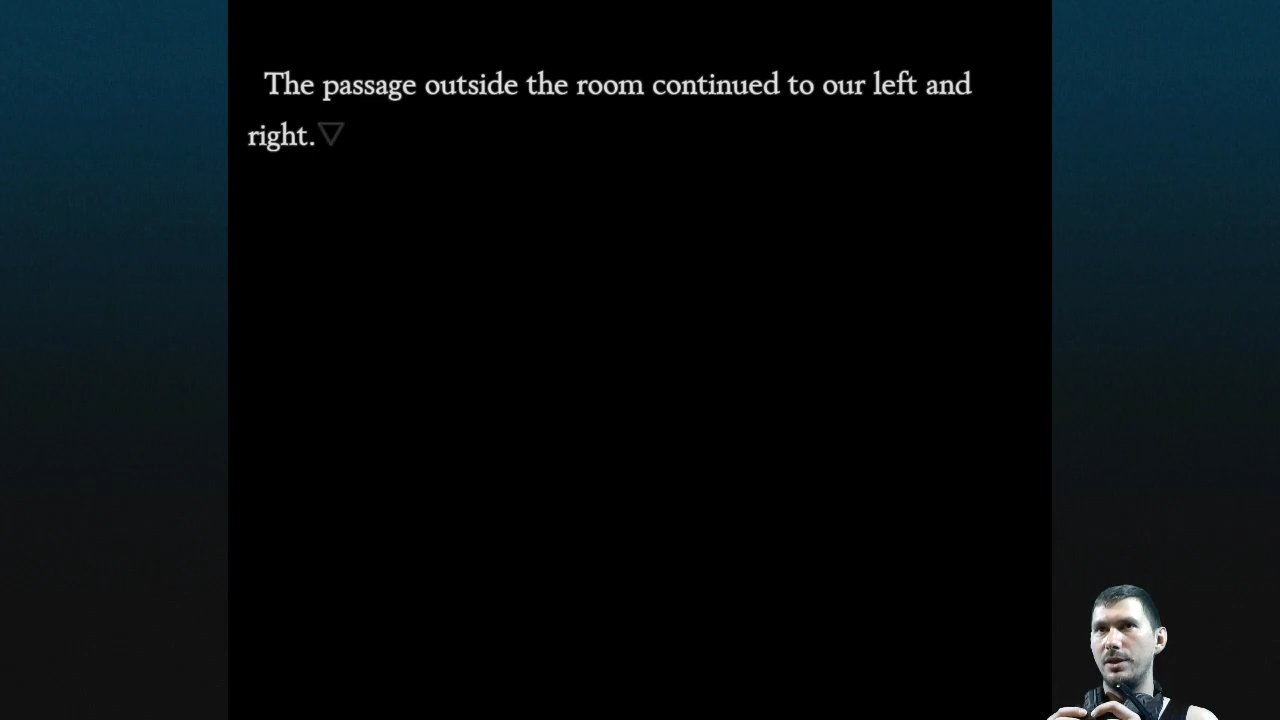 The passage outside the room continued to our left and
right.